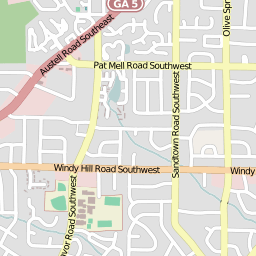 GA 5
Austell Road Southeast
Pat Mell Road Southwest
Olive Spr
Sandtown Road Southwest
Windy Hill Road Southwest
Windy
avor Road Southwest